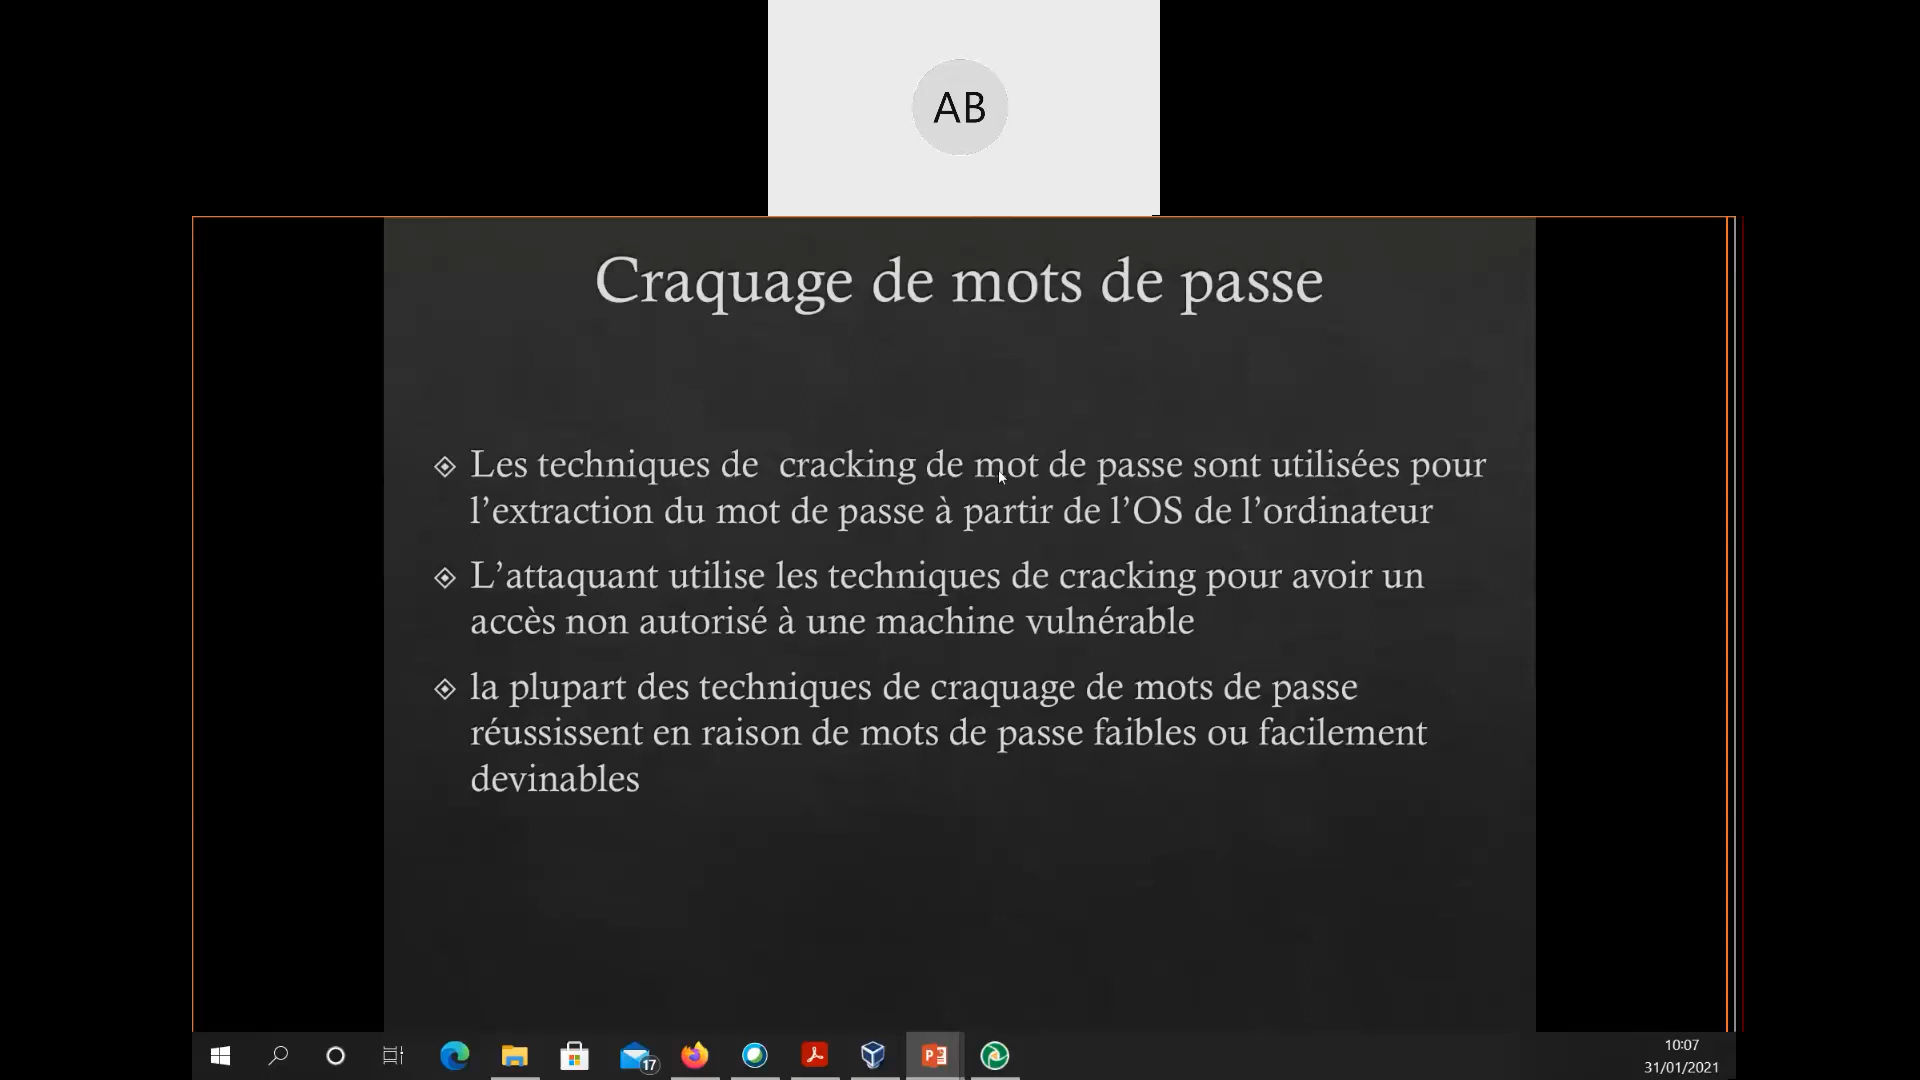 AB
Craquage de mots de passe
Les techniques de  cracking de mot de passe sont utilisées pour
l’extraction du mot de passe à partir de l’OS de l’ordinateur
L’attaquant utilise les techniques de cracking pour avoir un
accès non autorisé à une machine vulnérable
la plupart des techniques de craquage de mots de passe
réussissent en raison de mots de passe faibles ou facilement
devinables
17
10:07
31/01/2021